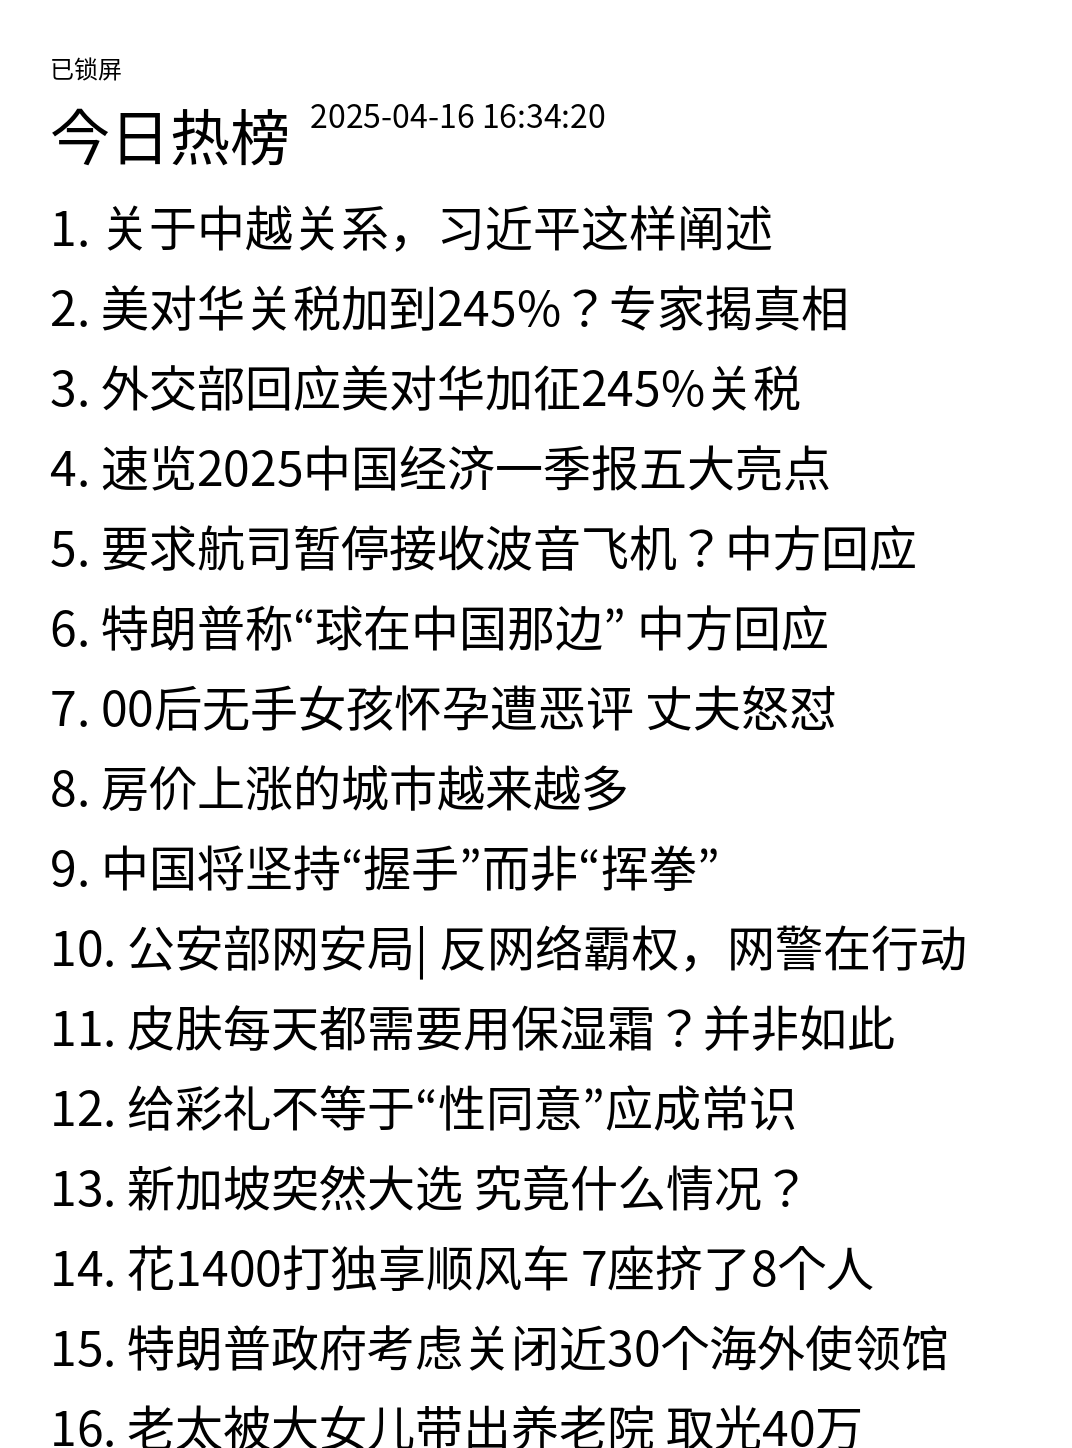 已锁屏
今日热榜 2025-04-16 16:34:20
1. 关于中越关系，习近平这样阐述
2. 美对华关税加到245%？专家揭真相
3. 外交部回应美对华加征245%关税
4. 速览2025中国经济一季报五大亮点
5. 要求航司暂停接收波音飞机？中方回应
6. 特朗普称“球在中国那边” 中方回应
7. 00后无手女孩怀孕遭恶评 丈夫怒怼
8. 房价上涨的城市越来越多
9. 中国将坚持“握手”而非“挥拳”
10. 公安部网安局| 反网络霸权，网警在行动
11. 皮肤每天都需要用保湿霜？并非如此
12. 给彩礼不等于“性同意”应成常识
13. 新加坡突然大选 究竟什么情况？
14. 花1400打独享顺风车 7座挤了8个人
15. 特朗普政府考虑关闭近30个海外使领馆
16. 老太被大女儿带出养老院 取光40万